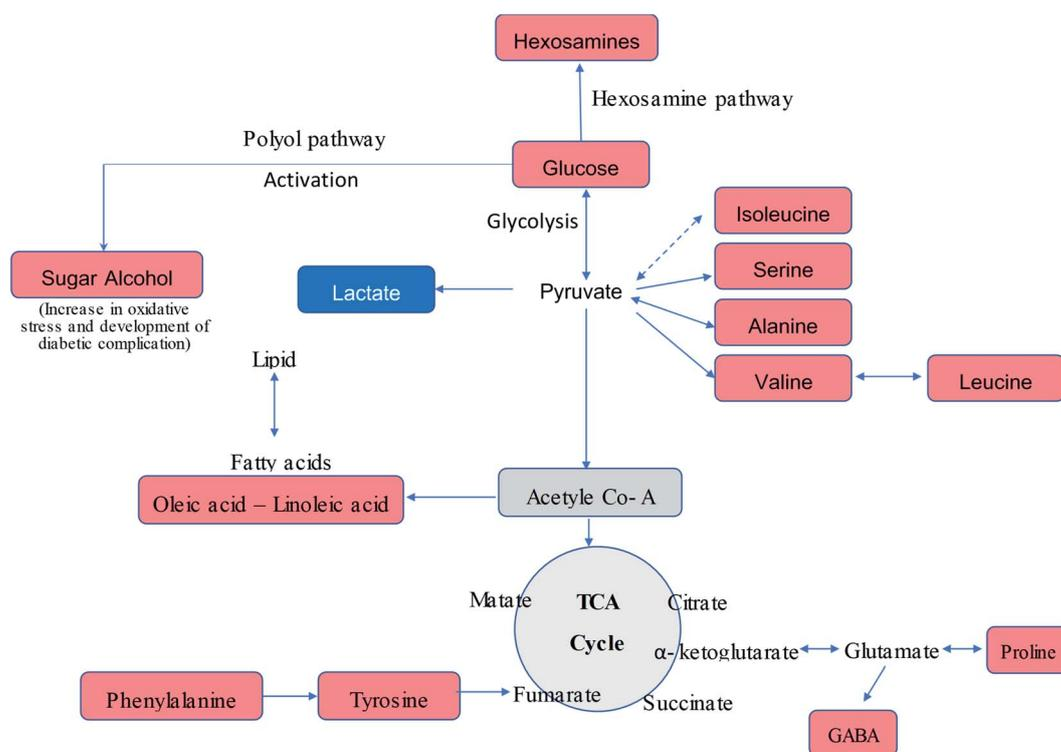 Hexosamines
Hexosamine pathway
Polyol pathway
Activation
Glucose
Glycolysis
Isoleucine
Sugar Alcohol
(Increase in oxidative
stress and development of
diabetic complication)
Lactate
Pyruvate
Serine
Alanine
Valine
Leucine
Lipid
Fatty acids
Oleic acid – Linoleic acid
Acetyle Co- A
Matate
TCA
Cycle
Citrate
α- ketoglutarate
Glutamate
Proline
Phenylalanine
Tyrosine
Fumarate
Succinate
GABA